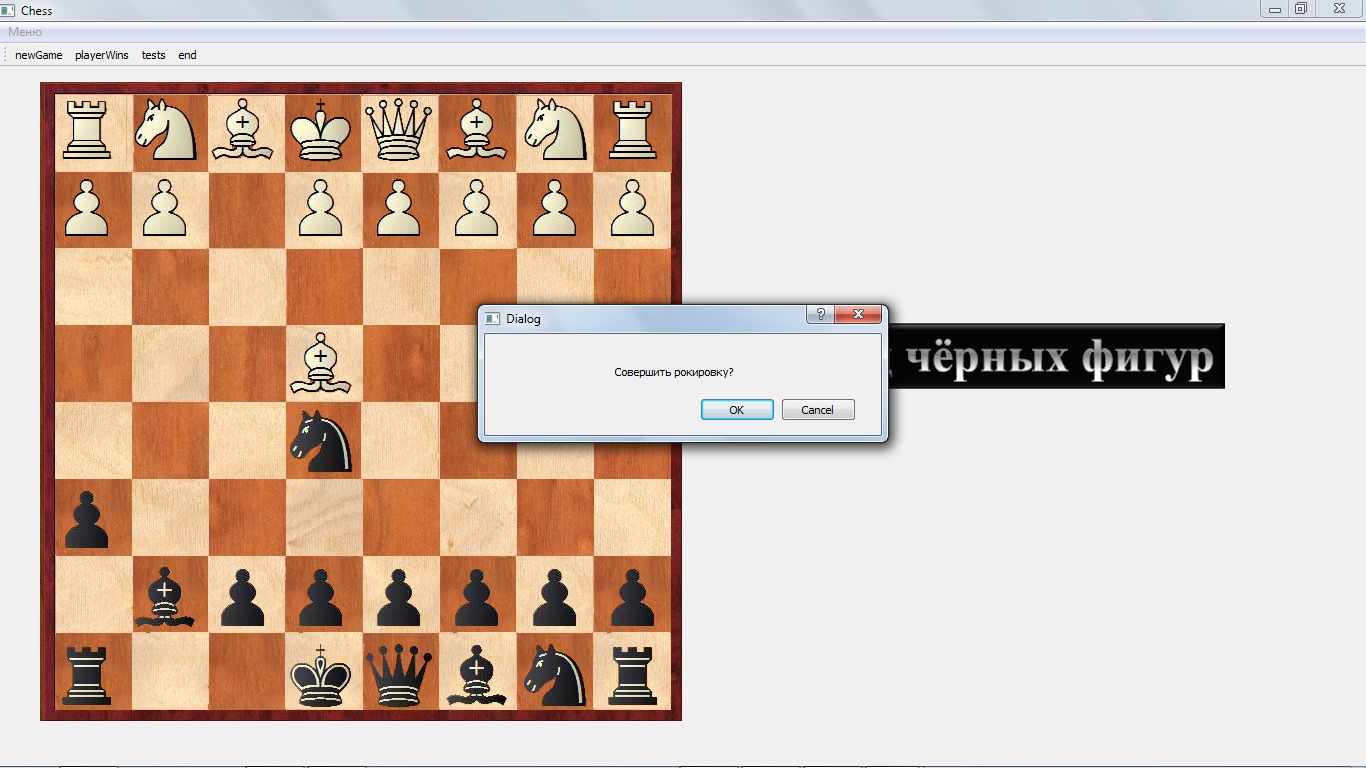 Chess
Меню
newGame playerWins tests end
Dialog
Совершить рокировку?
OK Cancel
чёрных фигур